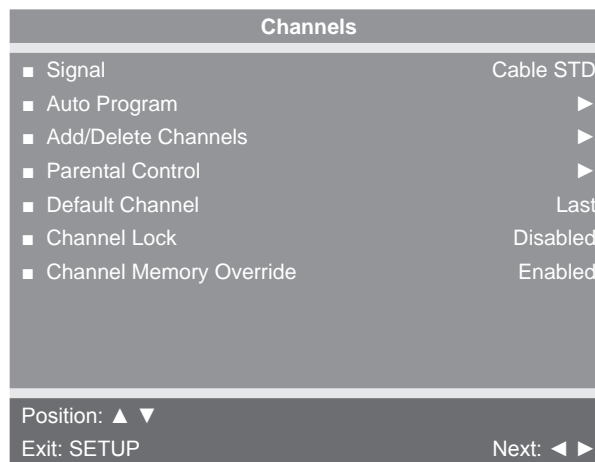 Channels
■ Signal Cable STD
■ Auto Program ►
■ Add/Delete Channels ►
■ Parental Control ►
■ Default Channel Last
■ Channel Lock Disabled
■ Channel Memory Override Enabled
Position: ▲ ▼
Exit: SETUP Next: ◄ ►